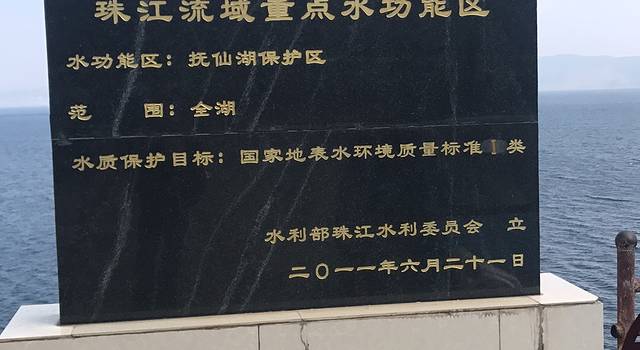 珠江流域重点水功能区
水功能区：抚仙湖保护区
范 围：全湖
水质保护目标：国家地表水环境质量标准Ⅰ类
水利部珠江水利委员会 立
二〇一一年六月二十一日